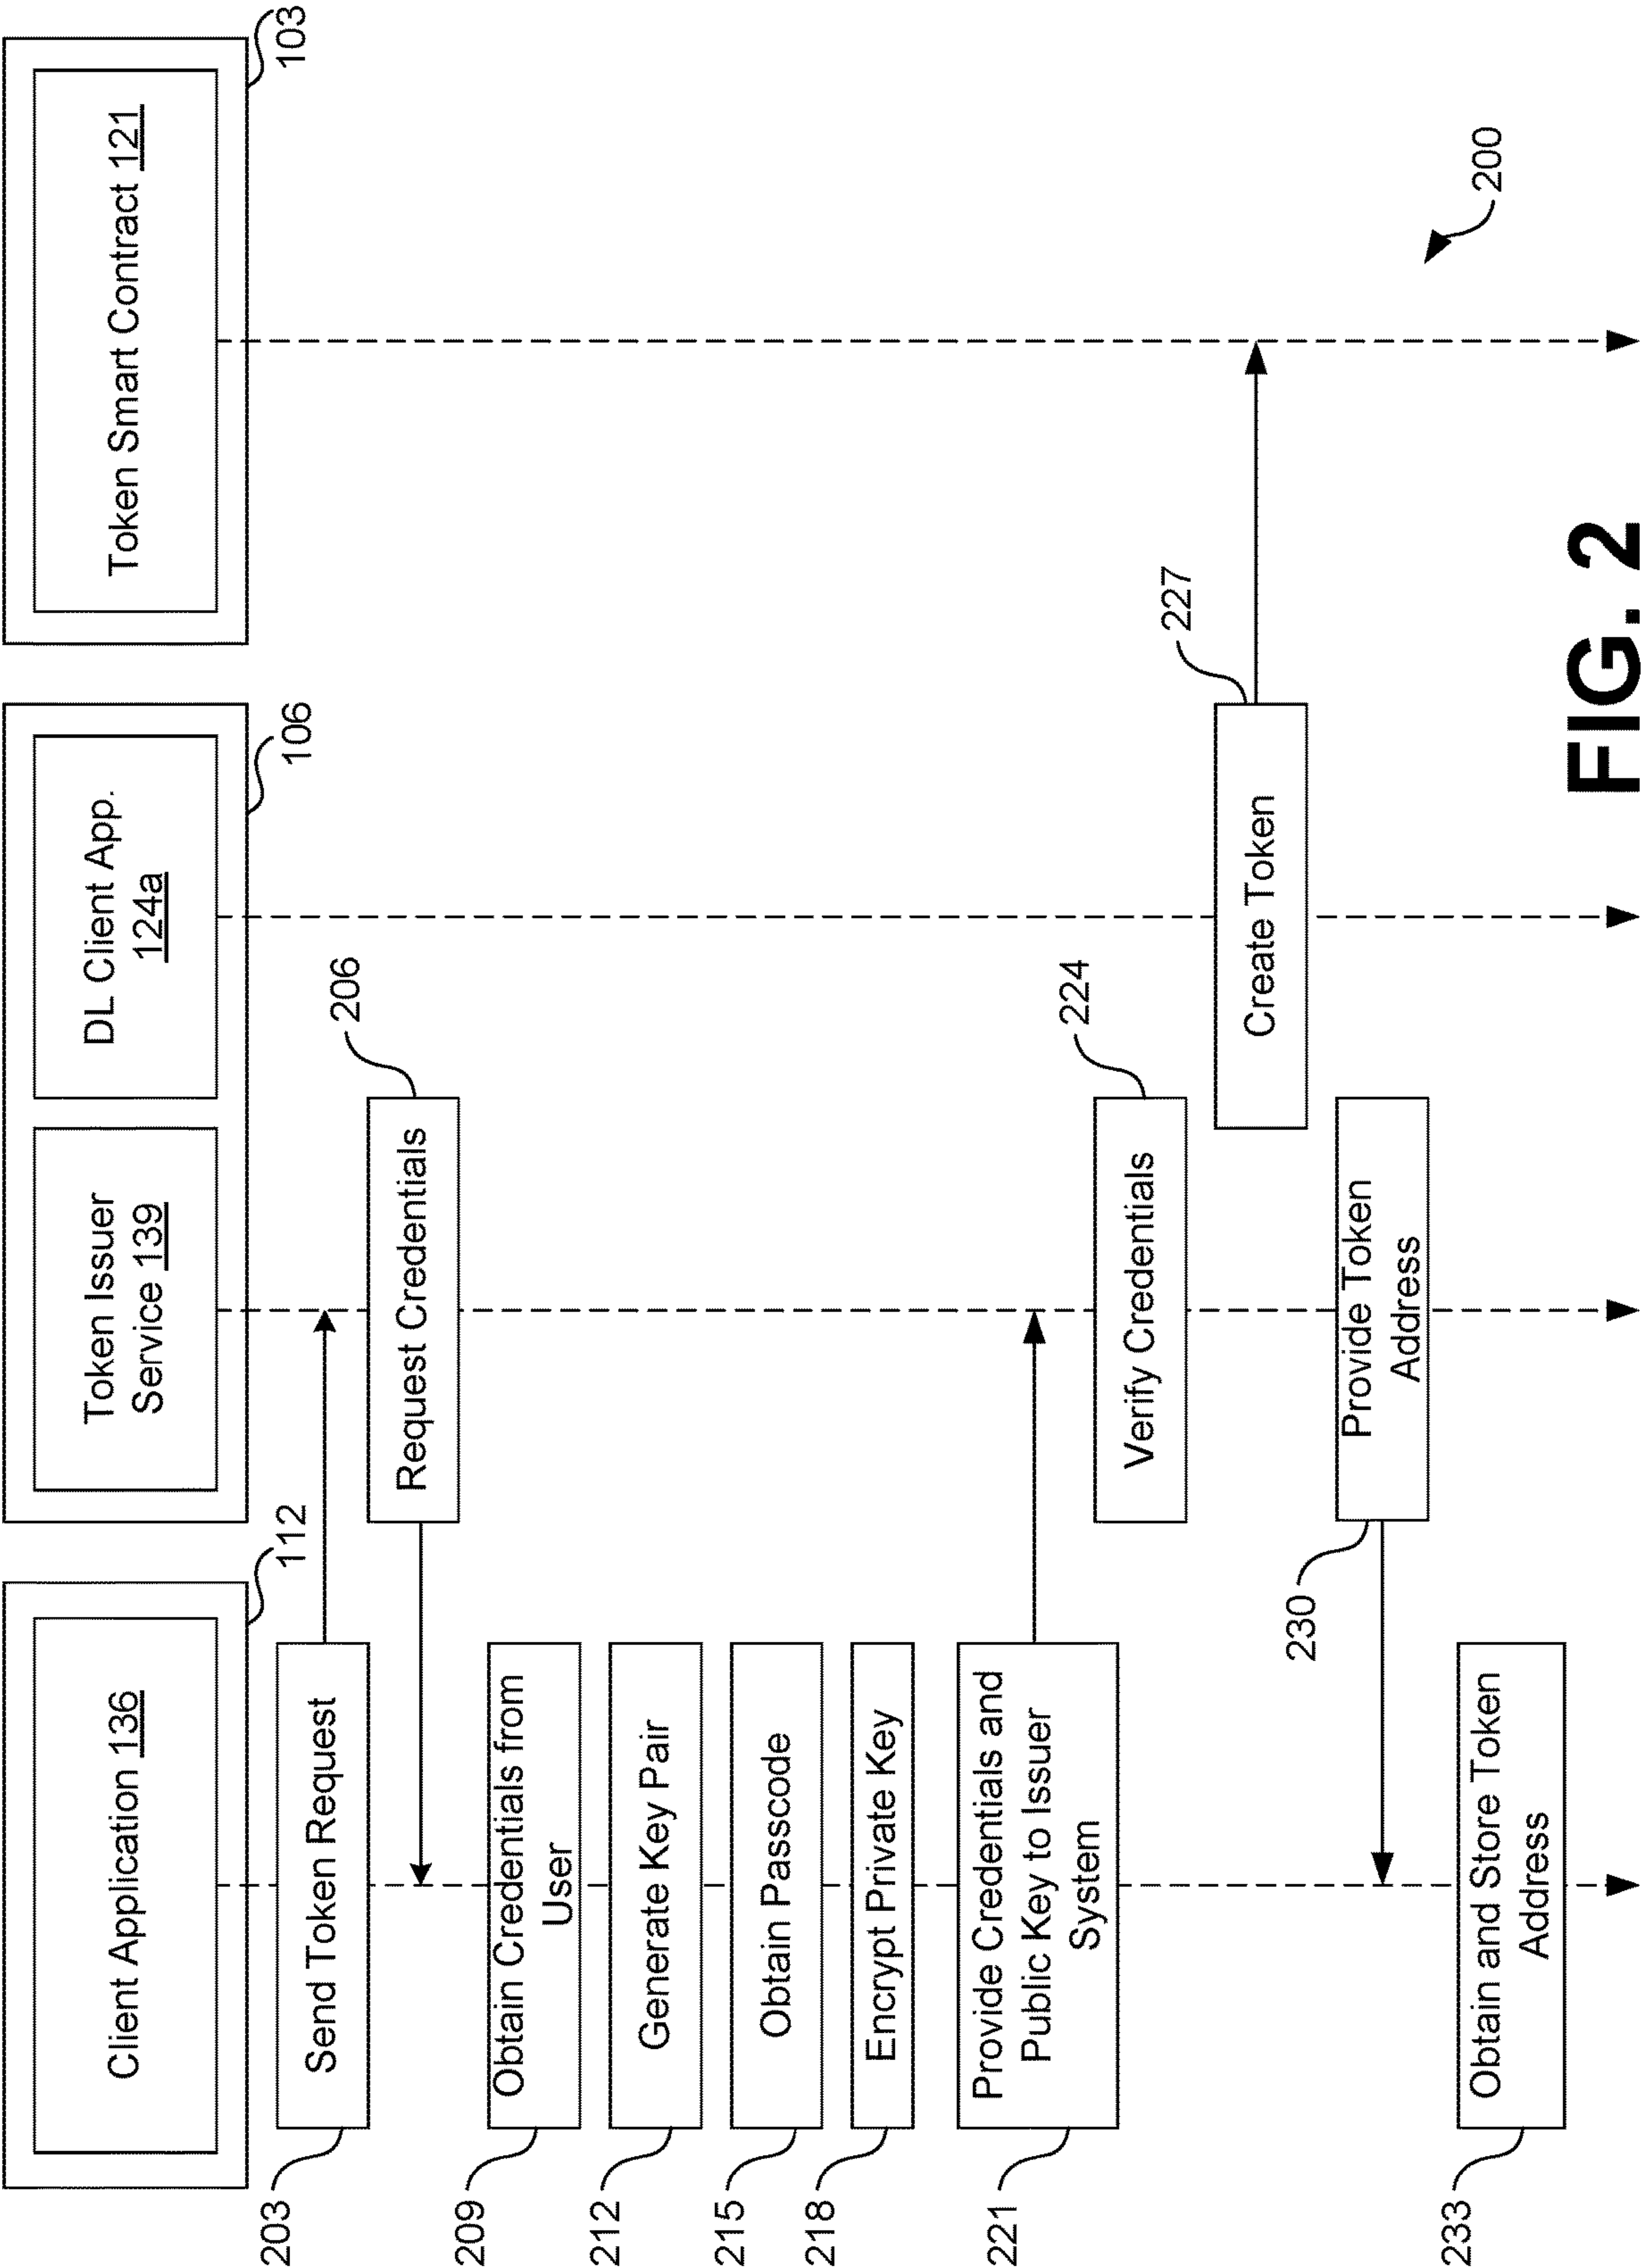 Client Application 136
112
Token Issuer
Service 139
DL Client App.
124a
106
Token Smart Contract 121
103
203
Send Token Request
Request Credentials
206
209
Obtain Credentials from
User
212
Generate Key Pair
215
Obtain Passcode
218
Encrypt Private Key
221
Provide Credentials and
Public Key to Issuer
System
Verify Credentials
224
Create Token
227
230
Provide Token
Address
233
Obtain and Store Token
Address
200
FIG. 2